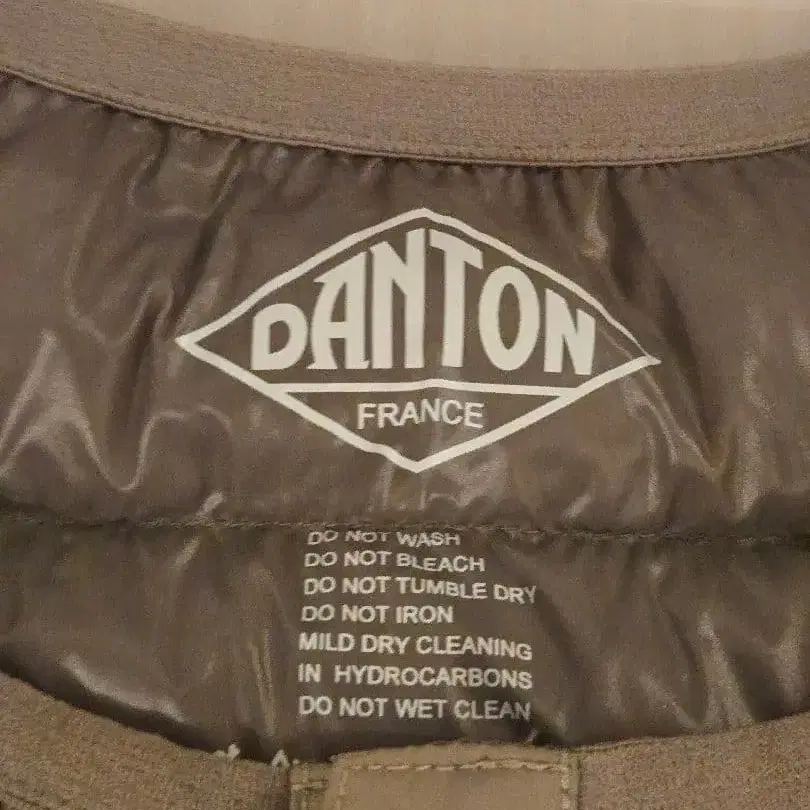 DANTON
FRANCE
DO NOT WASH
DO NOT BLEACH
DO NOT TUMBLE DRY
DO NOT IRON
MILD DRY CLEANING
IN HYDROCARBONS
DO NOT WET CLEAN